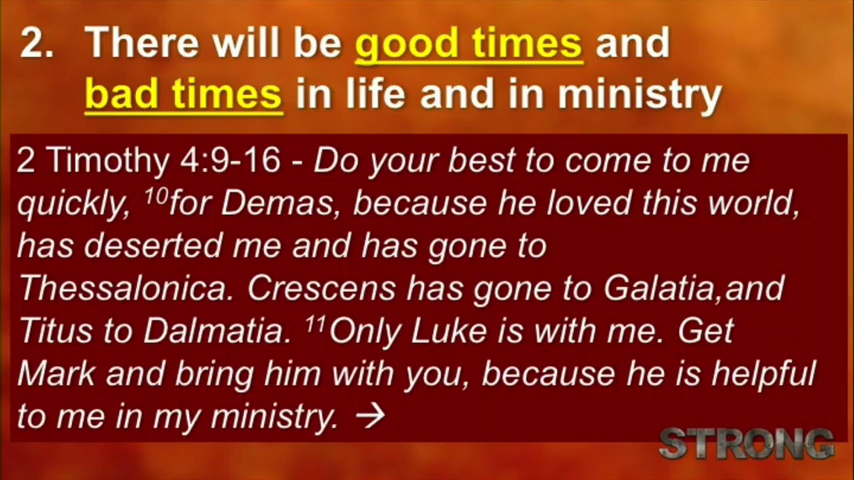 2. There will be good times and
bad times in life and in ministry
2 Timothy 4:9-16 - Do your best to come to me
quickly, ¹⁰for Demas, because he loved this world,
has deserted me and has gone to
Thessalonica. Crescens has gone to Galatia,and
Titus to Dalmatia. ¹¹Only Luke is with me. Get
Mark and bring him with you, because he is helpful
to me in my ministry. →
STRONG